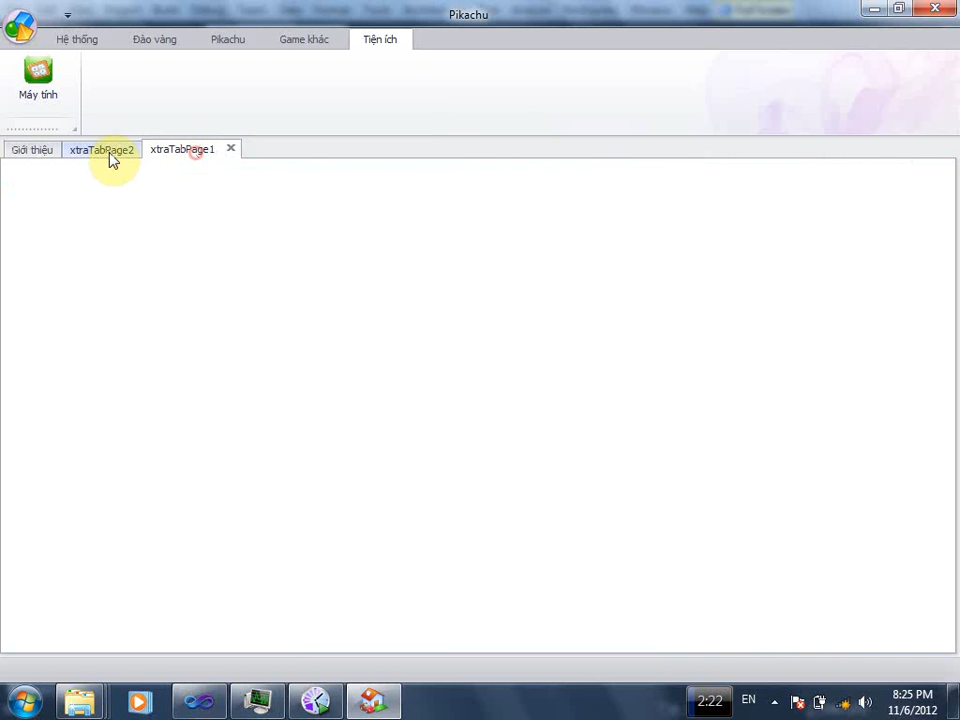 Pikachu
Hệ thống Đào vàng Pikachu Game khác Tiện ích
Máy tính
Giới thiệu xtraTabPage2 xtraTabPage1
2:22 EN 8:25 PM
11/6/2012